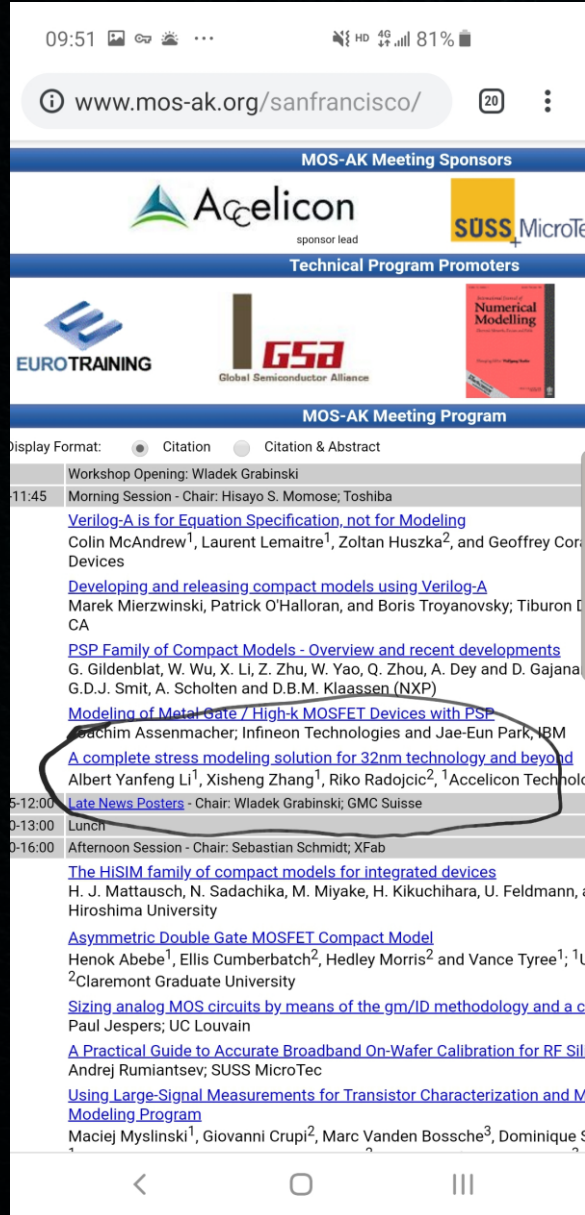 09:51 ... HD 4G 81%
www.mos-ak.org/sanfrancisco/ 20
MOS-AK Meeting Sponsors
Accelicon
sponsor lead
SUSS MicroTe
Technical Program Promoters
EUROTRAINING
GSA
Global Semiconductor Alliance
Numerical
Modelling
MOS-AK Meeting Program
Display Format: Citation Citation & Abstract
Workshop Opening: Wladek Grabinski
-11:45 Morning Session - Chair: Hisayo S. Momose; Toshiba
Verilog-A is for Equation Specification, not for Modeling
Colin McAndrew1, Laurent Lemaitre1, Zoltan Huszka2, and Geoffrey Cor
Devices
Developing and releasing compact models using Verilog-A
Marek Mierzwinski, Patrick O'Halloran, and Boris Troyanovsky; Tiburon D
CA
PSP Family of Compact Models - Overview and recent developments
G. Gildenblat, W. Wu, X. Li, Z. Zhu, W. Yao, Q. Zhou, A. Dey and D. Gajana
G.D.J. Smit, A. Scholten and D.B.M. Klaassen (NXP)
Modeling of Metal Gate / High-k MOSFET Devices with PSP
Joachim Assenmacher; Infineon Technologies and Jae-Eun Park, IBM
A complete stress modeling solution for 32nm technology and beyond
Albert Yanfeng Li1, Xisheng Zhang1, Riko Radojcic2, 1Accelicon Technolo
5-12:00 Late News Posters - Chair: Wladek Grabinski; GMC Suisse
0-13:00 Lunch
0-16:00 Afternoon Session - Chair: Sebastian Schmidt; XFab
The HiSIM family of compact models for integrated devices
H. J. Mattausch, N. Sadachika, M. Miyake, H. Kikuchihara, U. Feldmann,
Hiroshima University
Asymmetric Double Gate MOSFET Compact Model
Henok Abebe1, Ellis Cumberbatch2, Hedley Morris2 and Vance Tyree1; 1U
2Claremont Graduate University
Sizing analog MOS circuits by means of the gm/ID methodology and a c
Paul Jespers; UC Louvain
A Practical Guide to Accurate Broadband On-Wafer Calibration for RF Sil
Andrej Rumiantsev; SUSS MicroTec
Using Large-Signal Measurements for Transistor Characterization and M
Modeling Program
Maciej Myslinski1, Giovanni Crupi2, Marc Vanden Bossche3, Dominique S